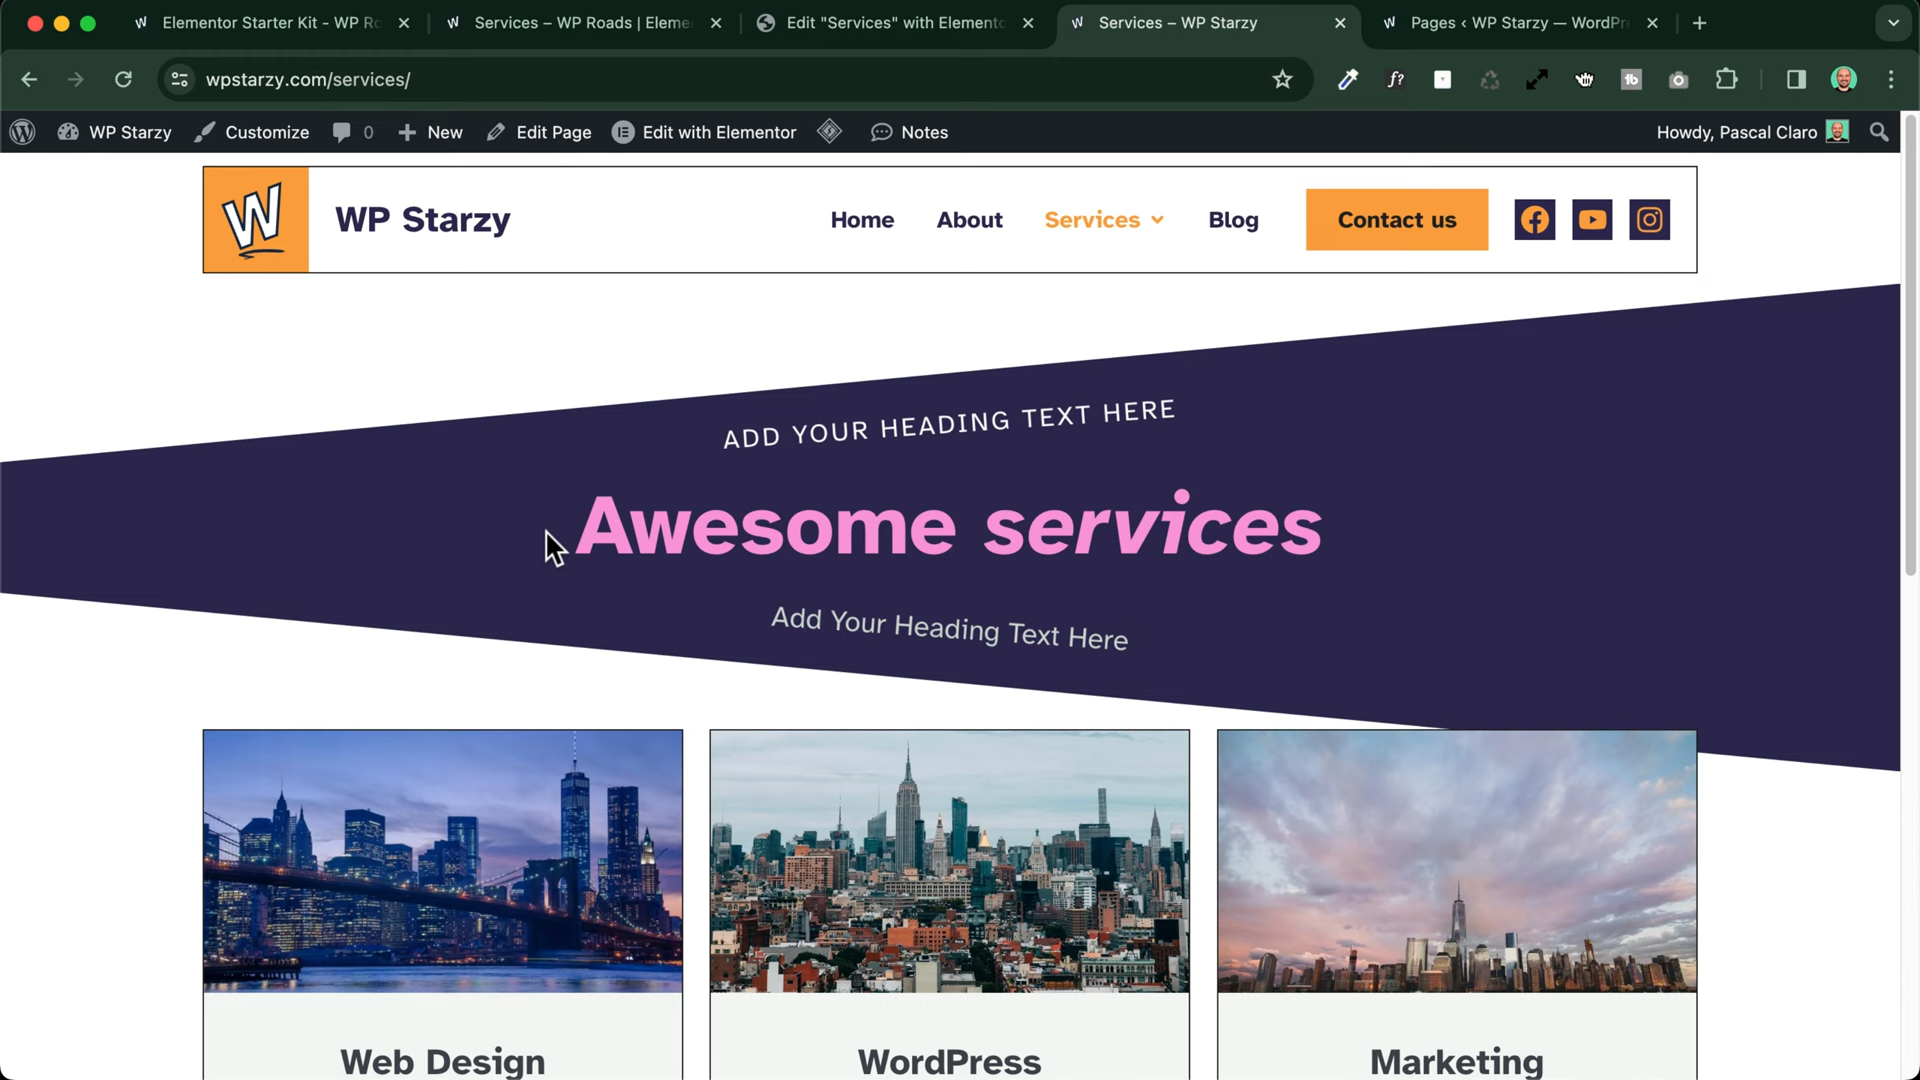 Elementor Starter Kit - WP Ro
Services – WP Roads | Eleme
Edit "Services" with Elemento
Services – WP Starzy
Pages ‹ WP Starzy — WordPr
wpstarzy.com/services/
f?
tb
WP Starzy
Customize
0
New
Edit Page
Edit with Elementor
Notes
Howdy, Pascal Claro
W
WP Starzy
Home
About
Services
Blog
Contact us
ADD YOUR HEADING TEXT HERE
Awesome services
Add Your Heading Text Here
Web Design
WordPress
Marketing